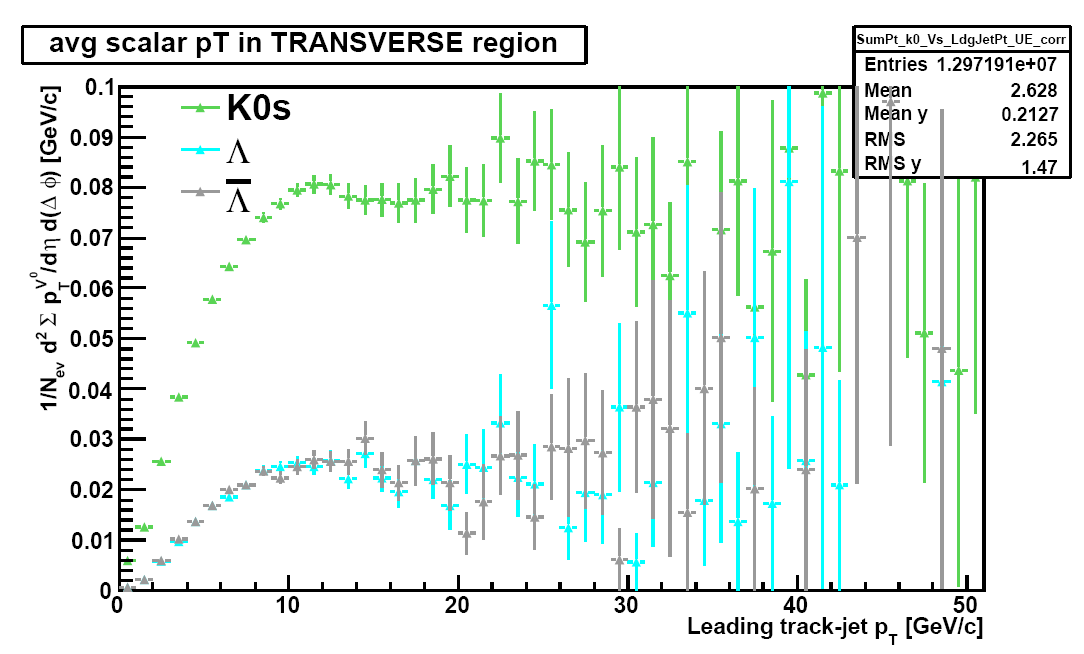 avg scalar pT in TRANSVERSE region
SumPt_k0_Vs_LdgJetPt_UE_corr
Entries 1.297191e+07
Mean 2.628
Mean y 0.2127
RMS 2.265
RMS y 1.47
K0s
Λ
Λ̅
1/N_ev d² Σ p_T^V⁰/dη d(Δ φ) [GeV/c]
0.1
0.09
0.08
0.07
0.06
0.05
0.04
0.03
0.02
0.01
0
0 10 20 30 40 50
Leading track-jet p_T [GeV/c]